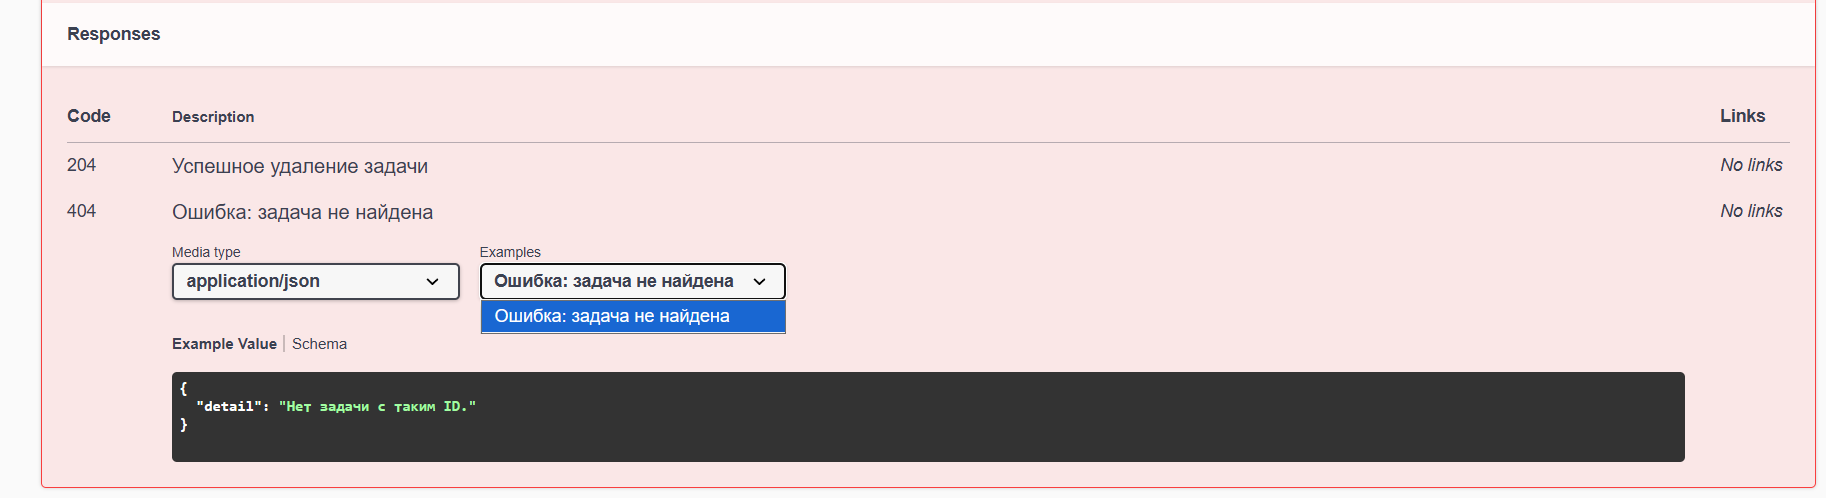 Responses
Code Description Links
204 Успешное удаление задачи No links
404 Ошибка: задача не найдена No links
Media type Examples
application/json Ошибка: задача не найдена
Ошибка: задача не найдена
Example Value Schema
{
"detail": "Нет задачи с таким ID."
}